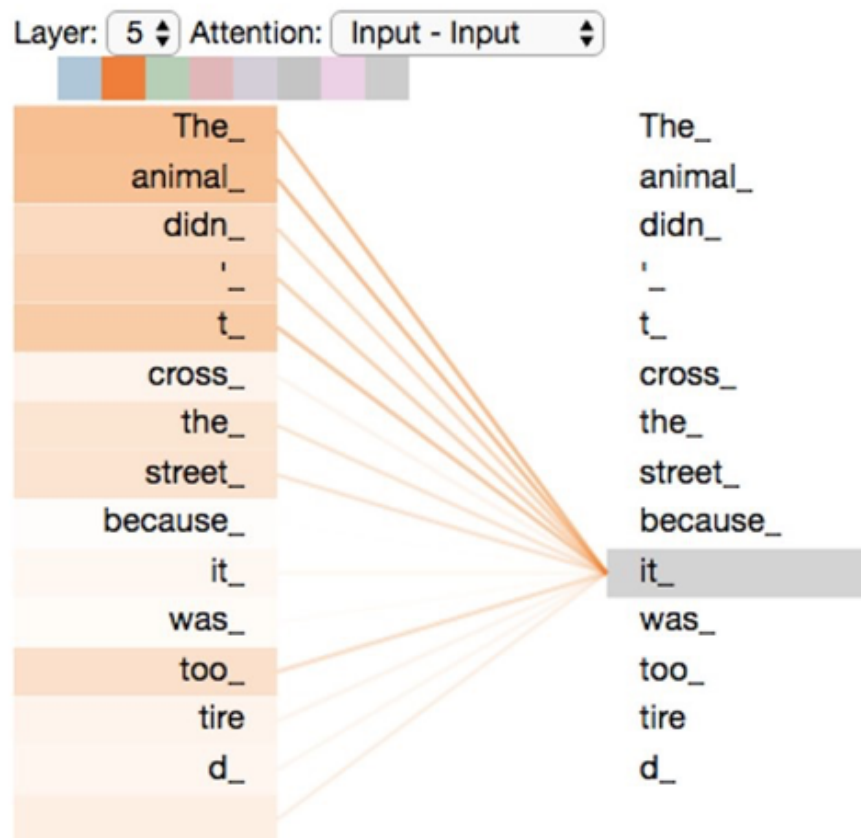 Layer: 5 Attention: Input - Input
The_ The_
animal_ animal_
didn_ didn_
'_ '_
t_ t_
cross_ cross_
the_ the_
street_ street_
because_ because_
it_ it_
was_ was_
too_ too_
tire tire
d_ d_